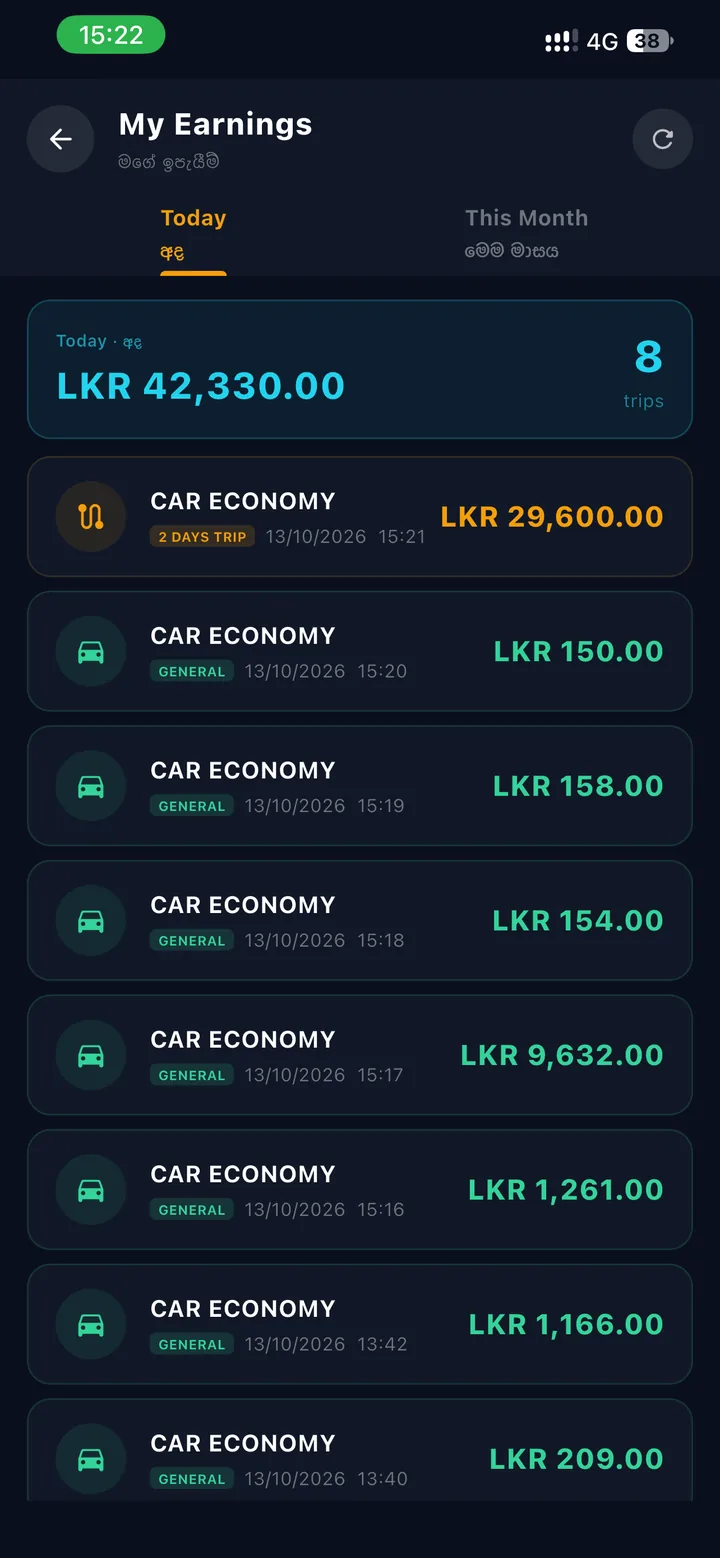 15:22
4G 38
My Earnings
මගේ ඉපැයීම්
Today
This Month
අද
මෙම මාසය
Today · අද
LKR 42,330.00
8
trips
CAR ECONOMY
2 DAYS TRIP 13/10/2026 15:21
LKR 29,600.00
CAR ECONOMY
GENERAL 13/10/2026 15:20
LKR 150.00
CAR ECONOMY
GENERAL 13/10/2026 15:19
LKR 158.00
CAR ECONOMY
GENERAL 13/10/2026 15:18
LKR 154.00
CAR ECONOMY
GENERAL 13/10/2026 15:17
LKR 9,632.00
CAR ECONOMY
GENERAL 13/10/2026 15:16
LKR 1,261.00
CAR ECONOMY
GENERAL 13/10/2026 13:42
LKR 1,166.00
CAR ECONOMY
GENERAL 13/10/2026 13:40
LKR 209.00